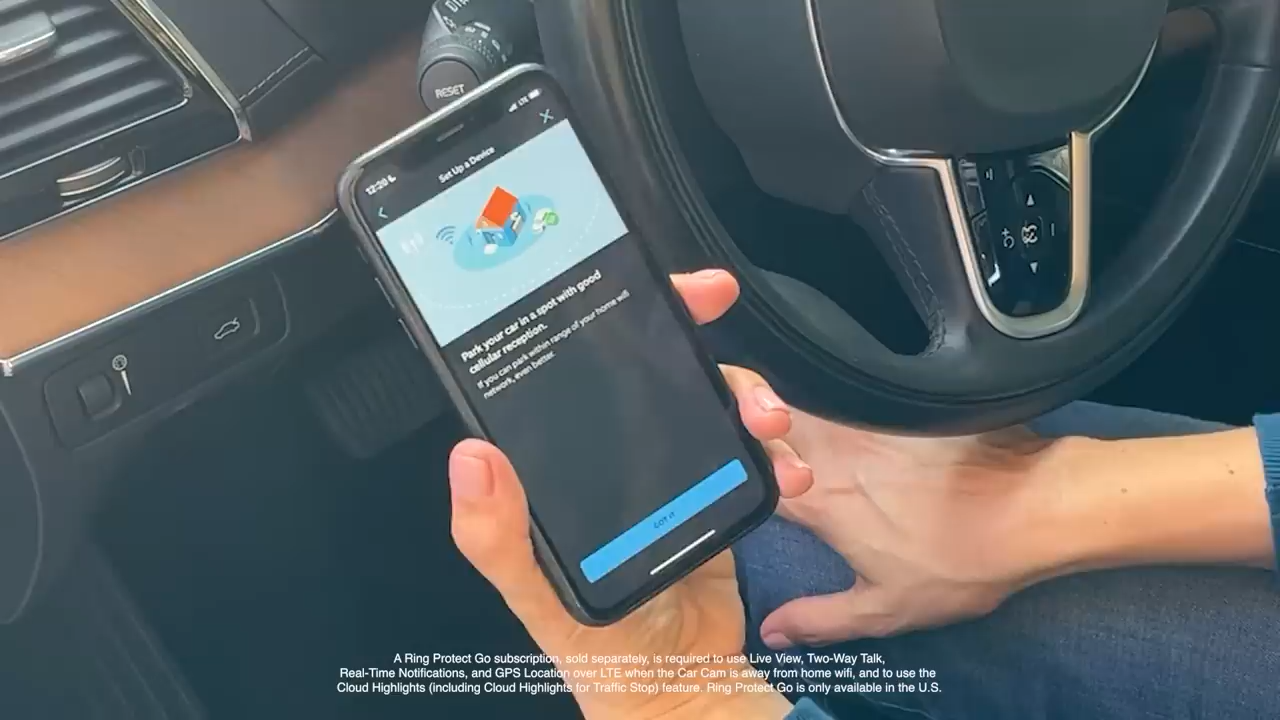 RESET
LTE
12:20
Set Up a Device
Park your car in a spot with good
cellular reception.
If you can park within range of your home wifi
network, even better.
GOT IT
A Ring Protect Go subscription, sold separately, is required to use Live View, Two-Way Talk,
Real-Time Notifications, and GPS Location over LTE when the Car Cam is away from home wifi, and to use the
Cloud Highlights (including Cloud Highlights for Traffic Stop) feature. Ring Protect Go is only available in the U.S.